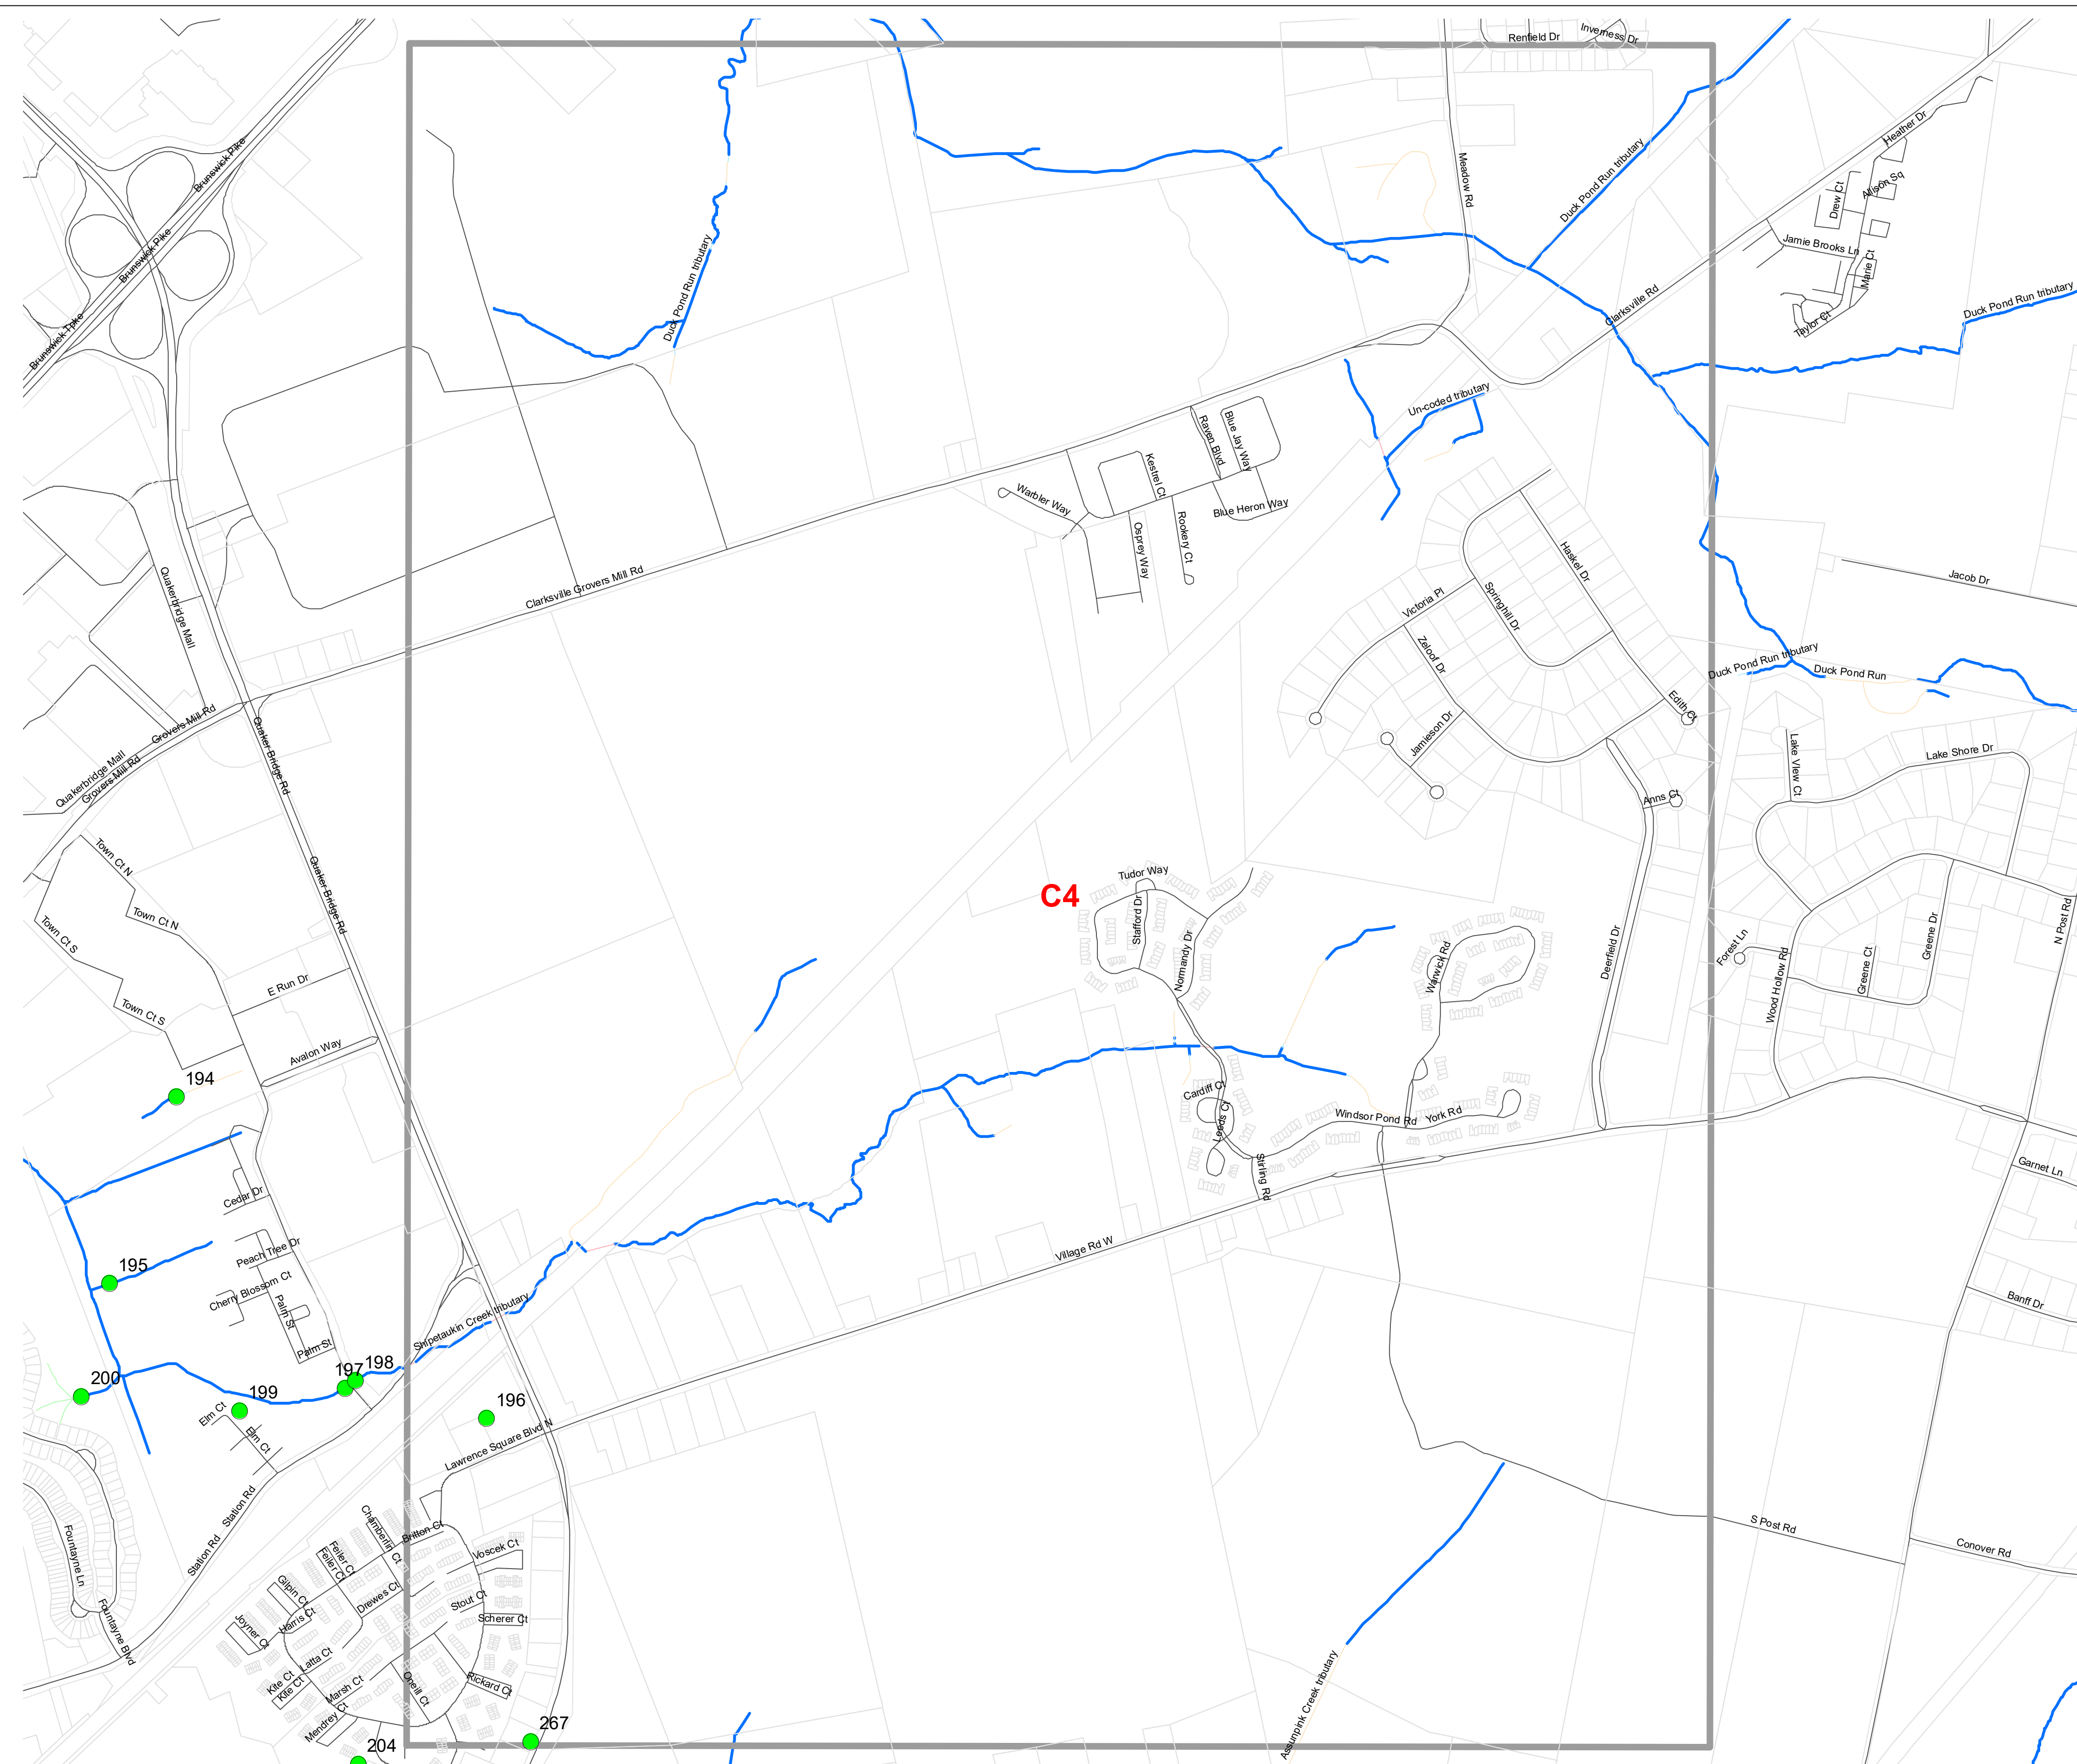 Renfield Dr
Inverness Dr
Brunswick Pike
Brunswick Pike
Brunswick Tpke
Meadow Rd
Duck Pond Run tributary
Heather Dr
Allison Sq
Drew Ct
Jamie Brooks Ln
Marie Ct
Taylor Ct
Duck Pond Run tributary
Duck Pond Run tributary
Clarksville Rd
Un-coded tributary
Raven Blvd
Blue Jay Way
Kestrel Ct
Warbler Way
Blue Heron Way
Osprey Way
Rookery Ct
Quakerbridge Mall
Clarksville Grovers Mill Rd
Haskel Dr
Jacob Dr
Victoria Pl
Springhill Dr
Zeloof Dr
Duck Pond Run tributary
Duck Pond Run
Edith Ct
Jamieson Dr
Grovers Mill Rd
Quaker Bridge Rd
Quakerbridge Mall
Grovers Mill Rd
Lake View Ct
Lake Shore Dr
Anns Ct
Town Ct N
Quaker Bridge Rd
Tudor Way
C4
Stafford Dr
Town Ct N
Town Ct S
Normandy Dr
Warwick Rd
Deerfield Dr
Forest Ln
Wood Hollow Rd
Greene Ct
Greene Dr
N Post Rd
E Run Dr
Town Ct S
Avalon Way
194
Cardiff Ct
Leeds Ct
Windsor Pond Rd
York Rd
Stirling Rd
Garnet Ln
Cedar Dr
Village Rd W
195
Peach Tree Dr
Cherry Blossom Ct
Palm St
Palm St
Banff Dr
Shipetaukin Creek tributary
200
197
198
199
196
Elm Ct
Elm Ct
Lawrence Square Blvd N
Station Rd
Station Rd
S Post Rd
Conover Rd
Fountayne Ln
Fountayne Blvd
Chamberlin Ct
Britton Ct
Voscek Ct
Feiler Ct
Feiler Ct
Gilpin Ct
Drewes Ct
Stout Ct
Scherer Ct
Harris Ct
Joyner Ct
Latta Ct
Kite Ct
Kite Ct
Marsh Ct
Oneill Ct
Rickard Ct
Mendrey Ct
Assunpink Creek tributary
267
204